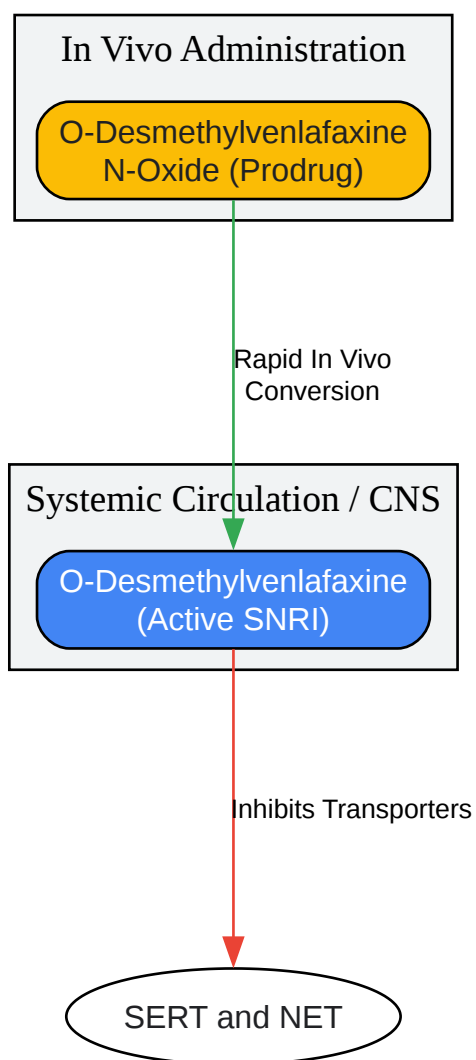 In Vivo Administration
O-Desmethylvenlafaxine
N-Oxide (Prodrug)
Rapid In Vivo
Conversion
Systemic Circulation / CNS
O-Desmethylvenlafaxine
(Active SNRI)
Inhibits Transporters
SERT and NET